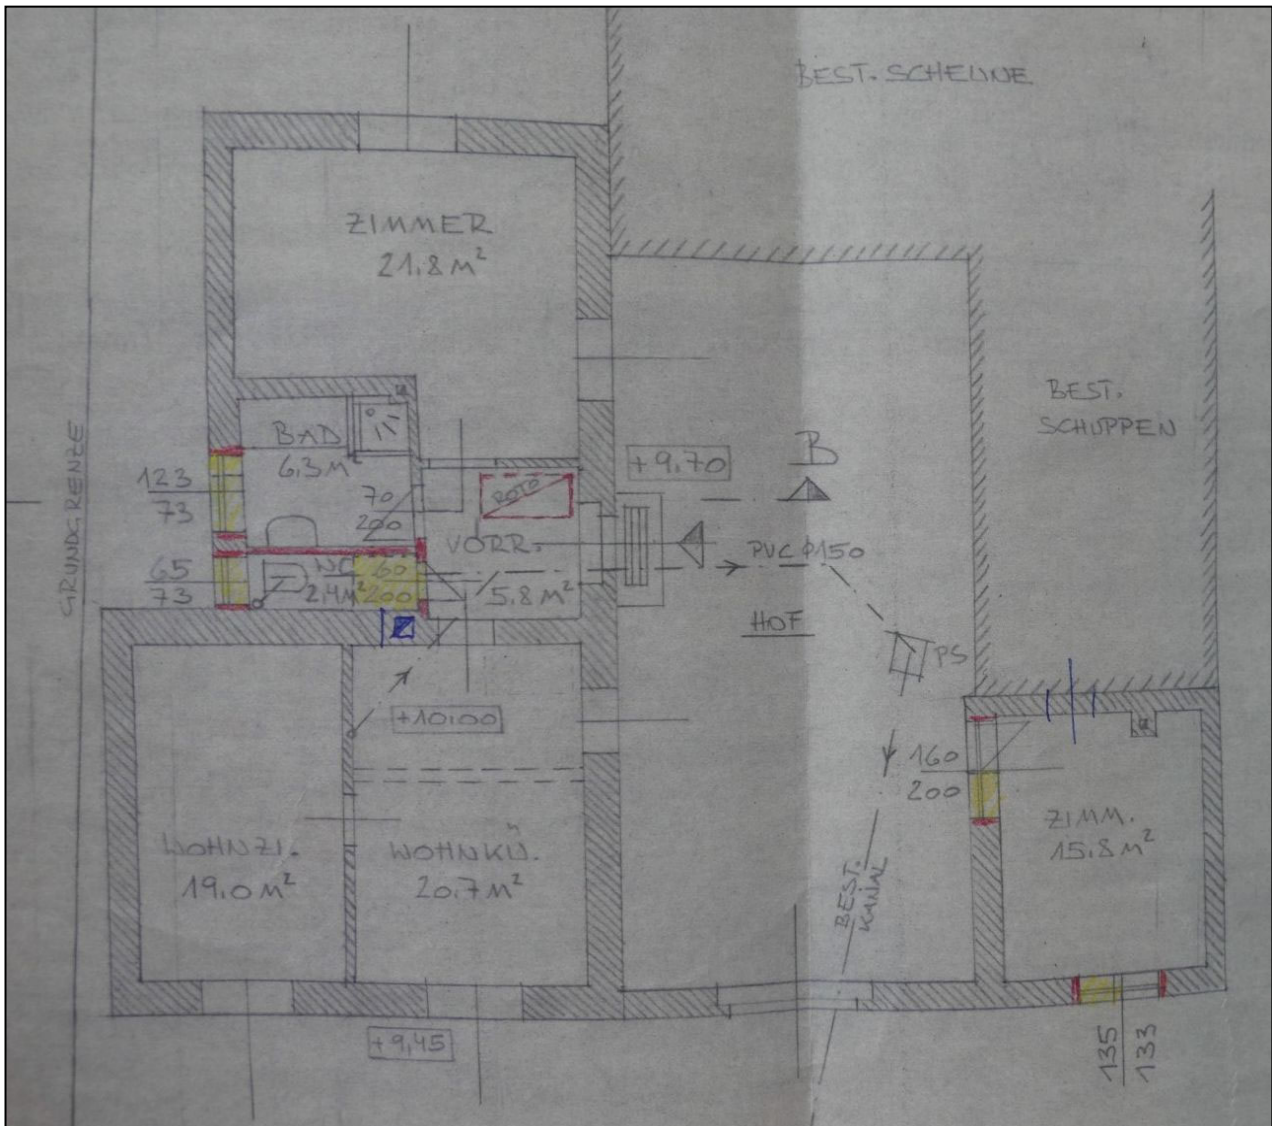 BEST. SCHEUNE
ZIMMER
21.8 M²
BEST.
SCHUPPEN
GRUNDGRENZE
BAD
6,3 M
123
73
70
200
ROTO
+9.70
B
VORR.
5.8 M²
PVC ∅150
65
73
WC
2,4 M²
60
200
HOF
PS
+10.00
160
200
WOHNZI.
19.0 M²
WOHNKÜ.
20.7 M²
BEST.
KANAL
ZIMM.
15.8 M²
+9.45
135
133